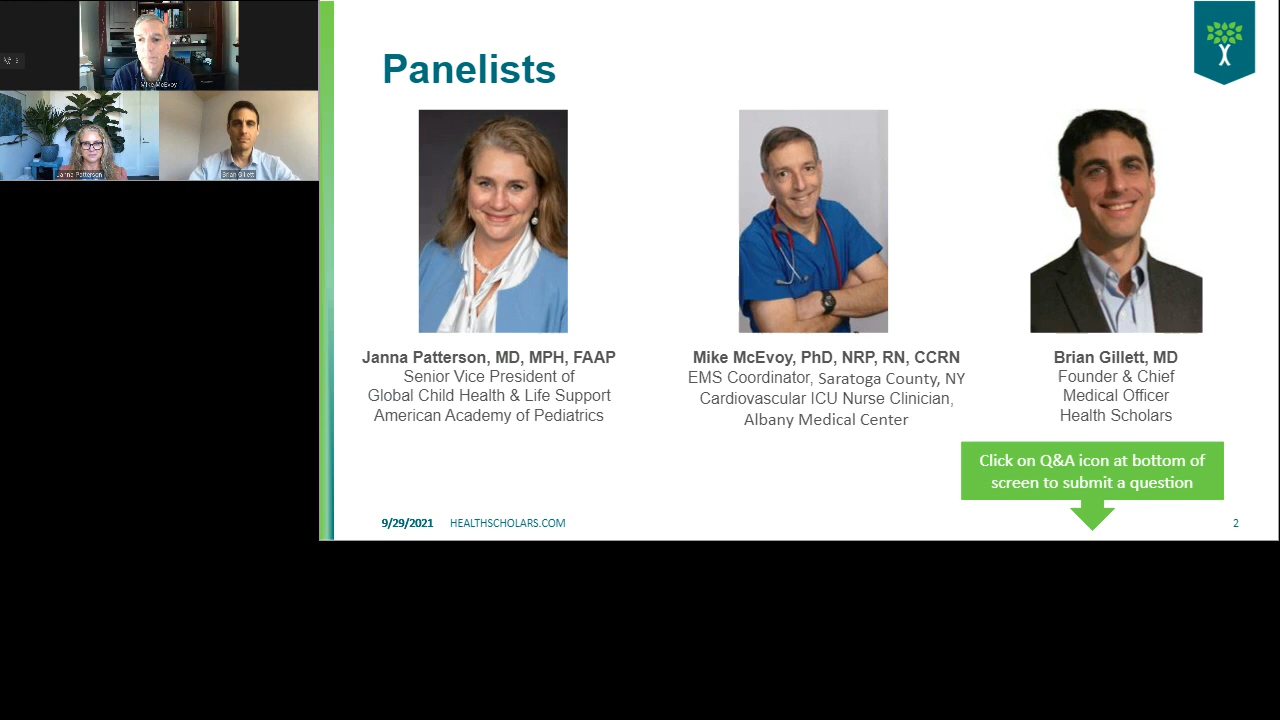 Mike McEvoy
Janna Patterson
Brian Gillett
Panelists
Janna Patterson, MD, MPH, FAAP
Senior Vice President of
Global Child Health & Life Support
American Academy of Pediatrics
Mike McEvoy, PhD, NRP, RN, CCRN
EMS Coordinator, Saratoga County, NY
Cardiovascular ICU Nurse Clinician,
Albany Medical Center
Brian Gillett, MD
Founder & Chief
Medical Officer
Health Scholars
Click on Q&A icon at bottom of
screen to submit a question
9/29/2021 HEALTHSCHOLARS.COM
2